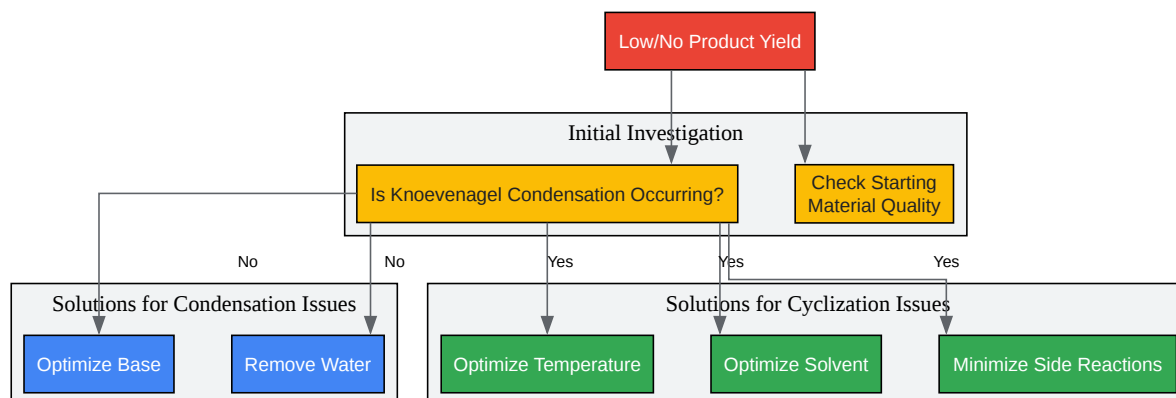 Low/No Product Yield
Initial Investigation
Is Knoevenagel Condensation Occurring?
Check Starting
Material Quality
No
No
Yes
Yes
Yes
Solutions for Condensation Issues
Solutions for Cyclization Issues
Optimize Base
Remove Water
Optimize Temperature
Optimize Solvent
Minimize Side Reactions